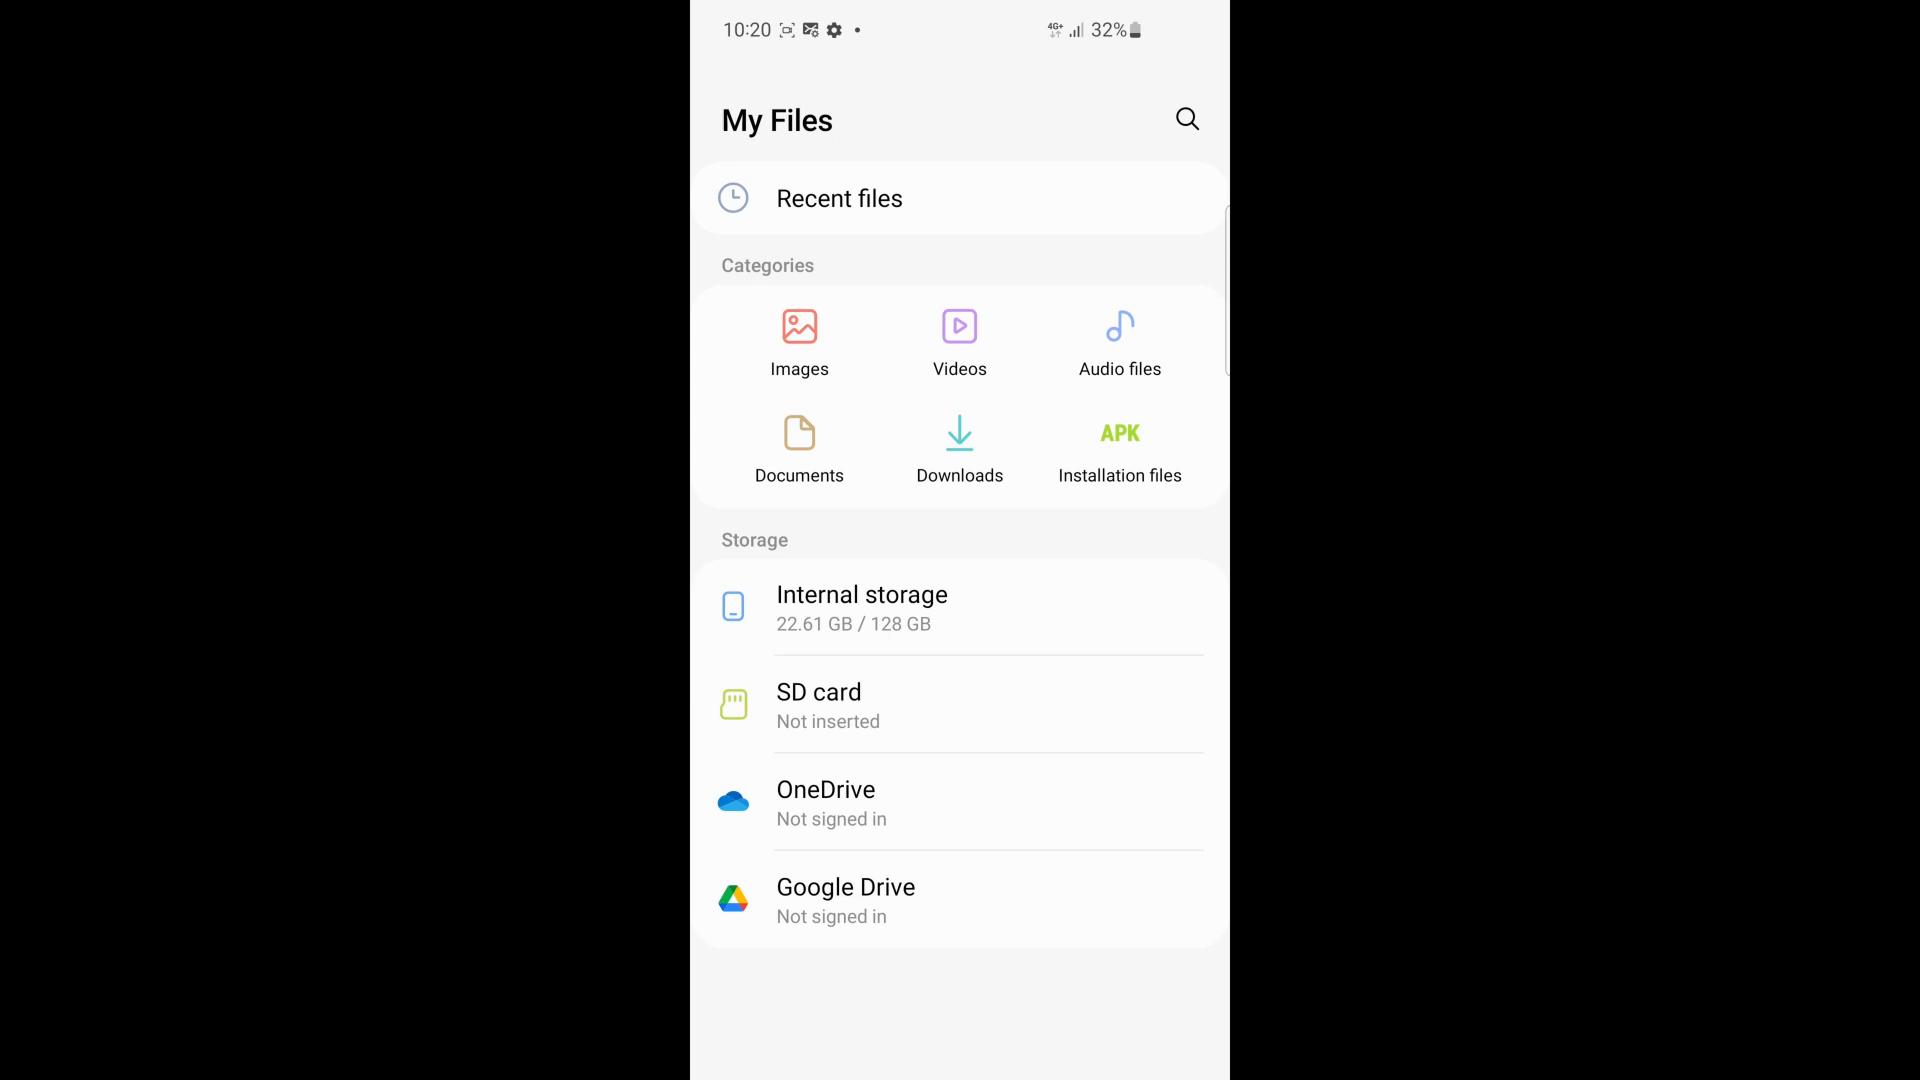 10:20 4G+ 32%
My Files
Recent files
Categories
Images Videos Audio files
APK
Documents Downloads Installation files
Storage
Internal storage
22.61 GB / 128 GB
SD card
Not inserted
OneDrive
Not signed in
Google Drive
Not signed in